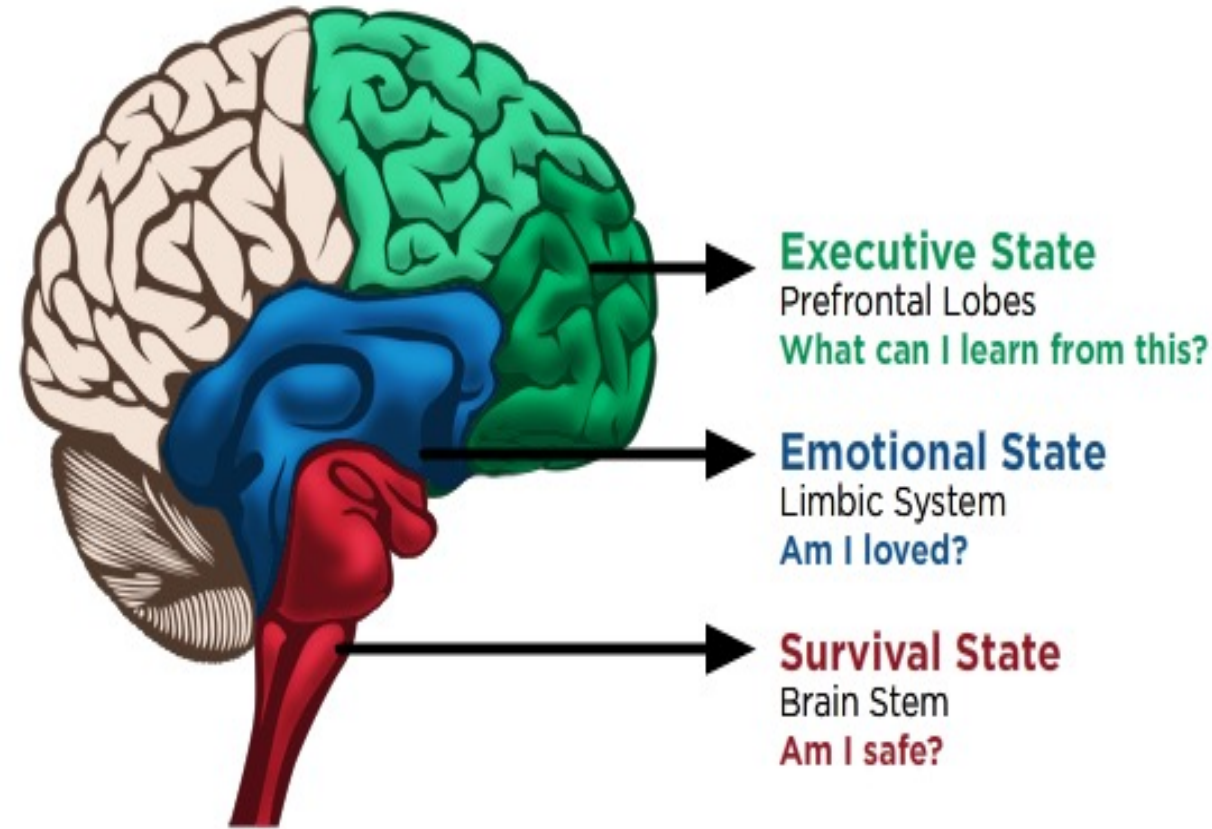 Executive State
Prefrontal Lobes
What can I learn from this?
Emotional State
Limbic System
Am I loved?
Survival State
Brain Stem
Am I safe?